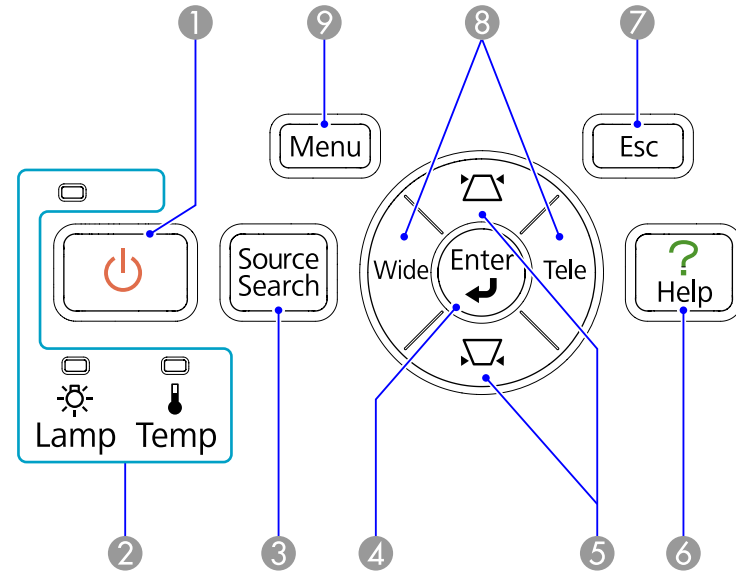 1
9
8
7
Menu
Esc
Source
Search
Wide
Enter
Tele
?
Help
Lamp
Temp
2
3
4
5
6